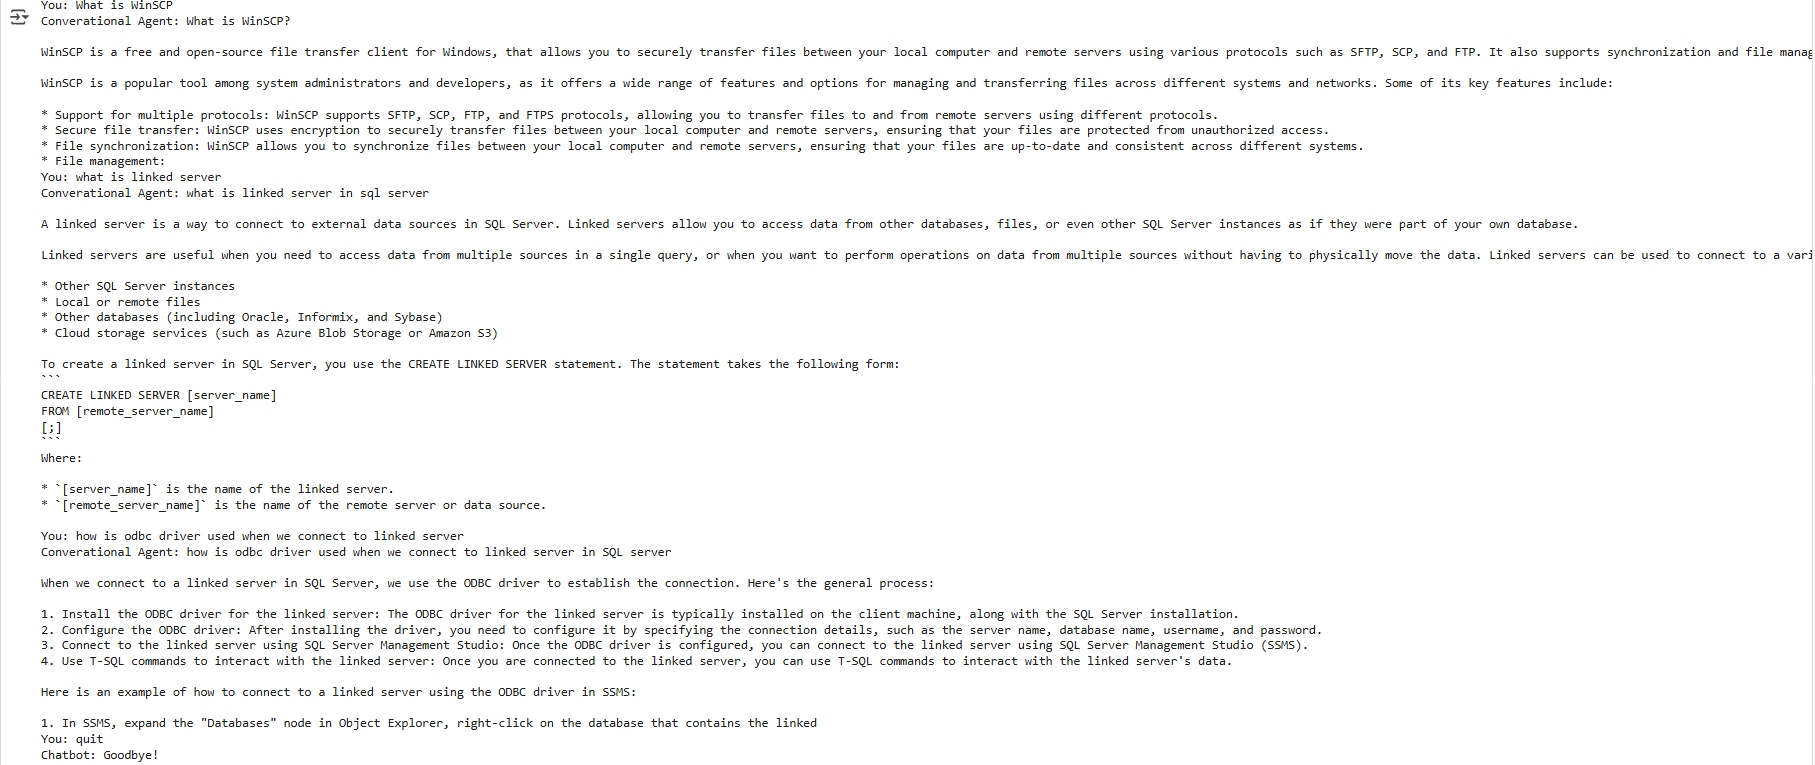 You: What is WinSCP
Converational Agent: What is WinSCP?
WinSCP is a free and open-source file transfer client for Windows, that allows you to securely transfer files between your local computer and remote servers using various protocols such as SFTP, SCP, and FTP. It also supports synchronization and file manag
WinSCP is a popular tool among system administrators and developers, as it offers a wide range of features and options for managing and transferring files across different systems and networks. Some of its key features include:
* Support for multiple protocols: WinSCP supports SFTP, SCP, FTP, and FTPS protocols, allowing you to transfer files to and from remote servers using different protocols.
* Secure file transfer: WinSCP uses encryption to securely transfer files between your local computer and remote servers, ensuring that your files are protected from unauthorized access.
* File synchronization: WinSCP allows you to synchronize files between your local computer and remote servers, ensuring that your files are up-to-date and consistent across different systems.
* File management:
You: what is linked server
Converational Agent: what is linked server in sql server
A linked server is a way to connect to external data sources in SQL Server. Linked servers allow you to access data from other databases, files, or even other SQL Server instances as if they were part of your own database.
Linked servers are useful when you need to access data from multiple sources in a single query, or when you want to perform operations on data from multiple sources without having to physically move the data. Linked servers can be used to connect to a vari
* Other SQL Server instances
* Local or remote files
* Other databases (including Oracle, Informix, and Sybase)
* Cloud storage services (such as Azure Blob Storage or Amazon S3)
To create a linked server in SQL Server, you use the CREATE LINKED SERVER statement. The statement takes the following form:
```
CREATE LINKED SERVER [server_name]
FROM [remote_server_name]
[;]
```
Where:
* `[server_name]` is the name of the linked server.
* `[remote_server_name]` is the name of the remote server or data source.
You: how is odbc driver used when we connect to linked server
Converational Agent: how is odbc driver used when we connect to linked server in SQL server
When we connect to a linked server in SQL Server, we use the ODBC driver to establish the connection. Here's the general process:
1. Install the ODBC driver for the linked server: The ODBC driver for the linked server is typically installed on the client machine, along with the SQL Server installation.
2. Configure the ODBC driver: After installing the driver, you need to configure it by specifying the connection details, such as the server name, database name, username, and password.
3. Connect to the linked server using SQL Server Management Studio: Once the ODBC driver is configured, you can connect to the linked server using SQL Server Management Studio (SSMS).
4. Use T-SQL commands to interact with the linked server: Once you are connected to the linked server, you can use T-SQL commands to interact with the linked server's data.
Here is an example of how to connect to a linked server using the ODBC driver in SSMS:
1. In SSMS, expand the "Databases" node in Object Explorer, right-click on the database that contains the linked
You: quit
Chatbot: Goodbye!